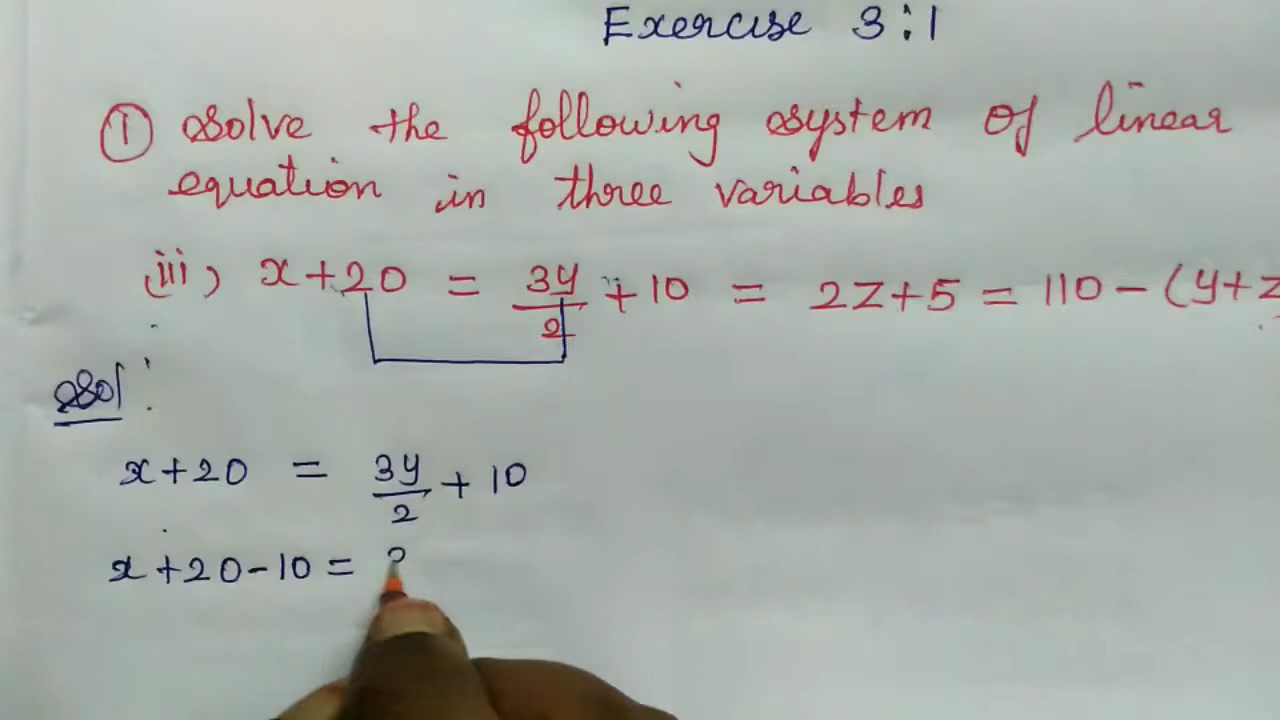 Exercise 3:1
① Solve the following system of linear
equation in three variables
(iii) x+20 = 3y/2 + 10 = 2z+5 = 110-(y+z
Sol:
x+20 = 3y/2 + 10
x+20-10 =